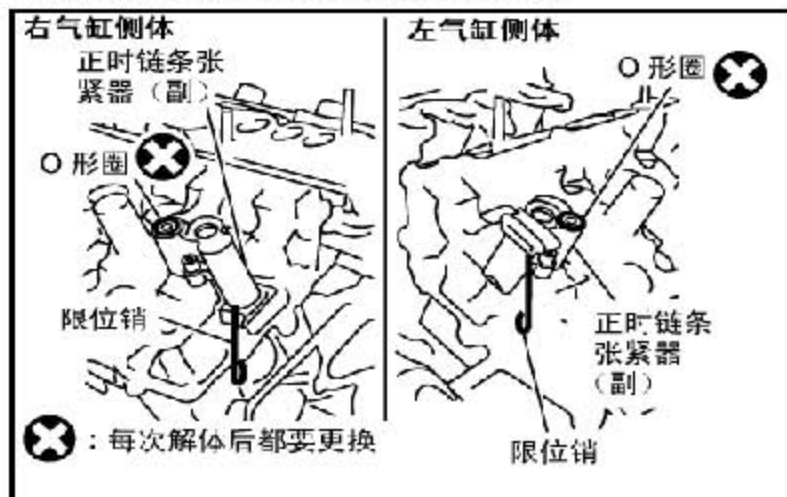 右气缸侧体
正时链条张
紧器（副）
O 形圈
限位销
：每次解体后都要更换
左气缸侧体
O 形圈
正时链条
张紧器
（副）
限位销